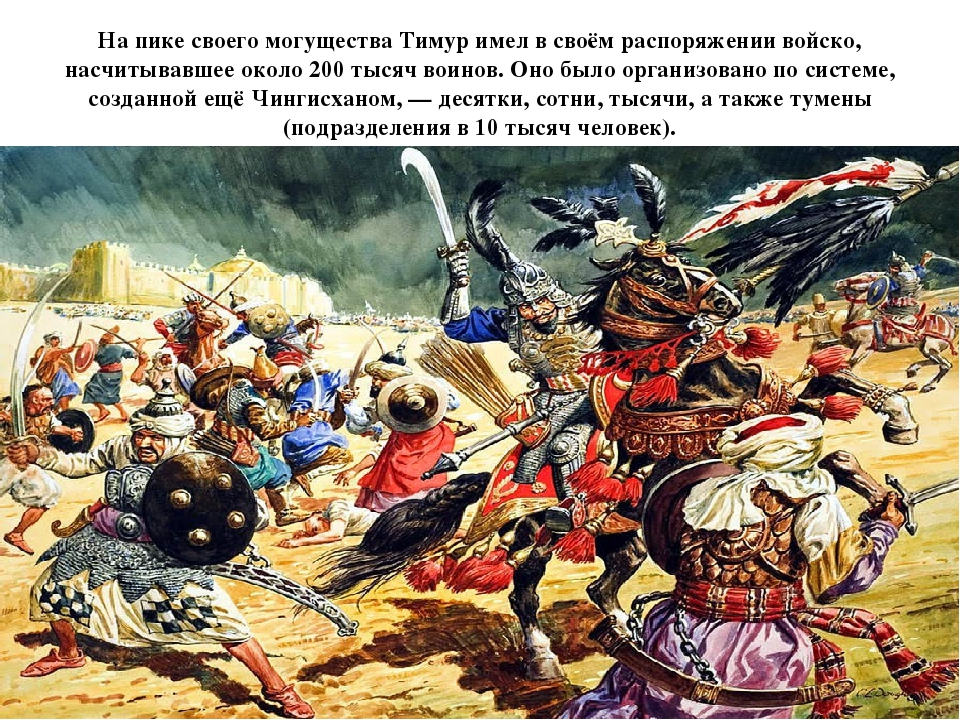 На пике своего могущества Тимур имел в своём распоряжении войско,
насчитывавшее около 200 тысяч воинов. Оно было организовано по системе,
созданной ещё Чингисханом, — десятки, сотни, тысячи, а также тумены
(подразделения в 10 тысяч человек).